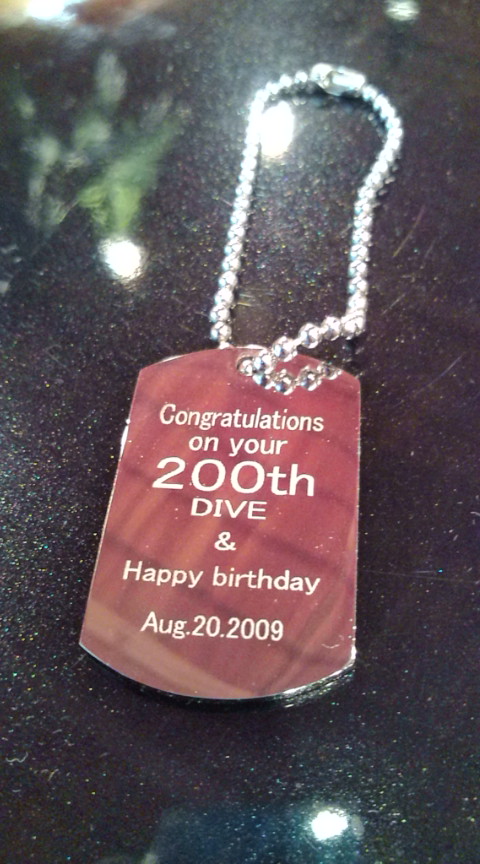 Congratulations
on your
200th
DIVE
&
Happy birthday
Aug.20.2009